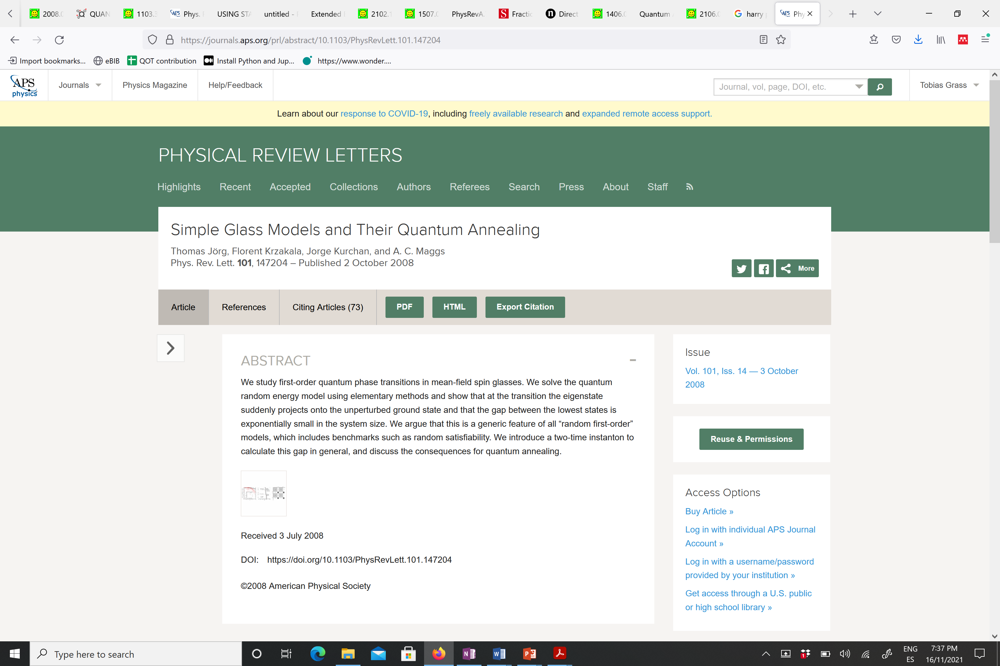 2008.0
QUAN
1103.3
Phys.
USING STA
untitled -
Extended
2102.1
1507.0
PhysRevA.
Fractic
Direct
1406.0
Quantum
2106.0
harry
Phy
https://journals.aps.org/prl/abstract/10.1103/PhysRevLett.101.147204
Import bookmarks...
eBIB
QOT contribution
Install Python and Jup...
https://www.wonder....
APS physics
Journals
Physics Magazine
Help/Feedback
Journal, vol, page, DOI, etc.
Tobias Grass
Learn about our response to COVID-19, including freely available research and expanded remote access support.
PHYSICAL REVIEW LETTERS
Highlights Recent Accepted Collections Authors Referees Search Press About Staff
Simple Glass Models and Their Quantum Annealing
Thomas Jörg, Florent Krzakala, Jorge Kurchan, and A. C. Maggs
Phys. Rev. Lett. 101, 147204 – Published 2 October 2008
More
Article
References
Citing Articles (73)
PDF
HTML
Export Citation
ABSTRACT
We study first-order quantum phase transitions in mean-field spin glasses. We solve the quantum
random energy model using elementary methods and show that at the transition the eigenstate
suddenly projects onto the unperturbed ground state and that the gap between the lowest states is
exponentially small in the system size. We argue that this is a generic feature of all “random first-order”
models, which includes benchmarks such as random satisfiability. We introduce a two-time instanton to
calculate this gap in general, and discuss the consequences for quantum annealing.
Received 3 July 2008
DOI: https://doi.org/10.1103/PhysRevLett.101.147204
©2008 American Physical Society
Issue
Vol. 101, Iss. 14 — 3 October
2008
Reuse & Permissions
Access Options
Buy Article »
Log in with individual APS Journal
Account »
Log in with a username/password
provided by your institution »
Get access through a U.S. public
or high school library »
Type here to search
ENG
ES
7:37 PM
16/11/2021